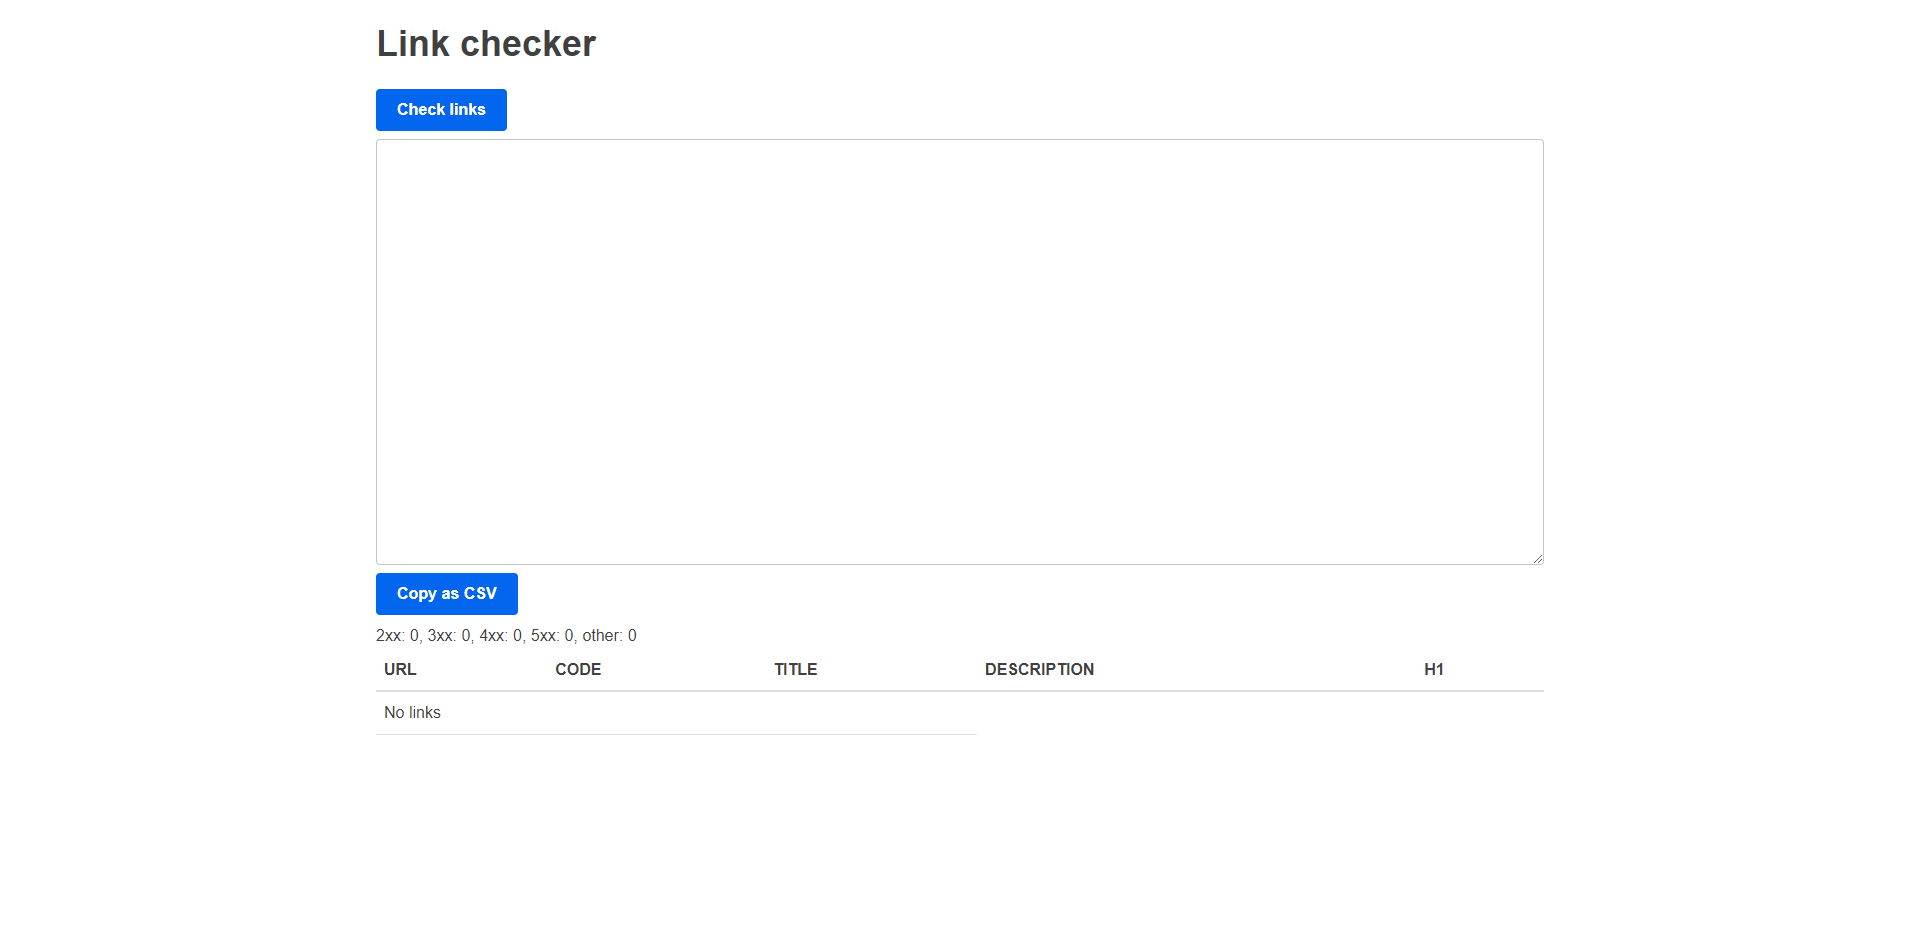 Link checker
Check links
Copy as CSV
2xx: 0, 3xx: 0, 4xx: 0, 5xx: 0, other: 0
URL CODE TITLE DESCRIPTION H1
No links